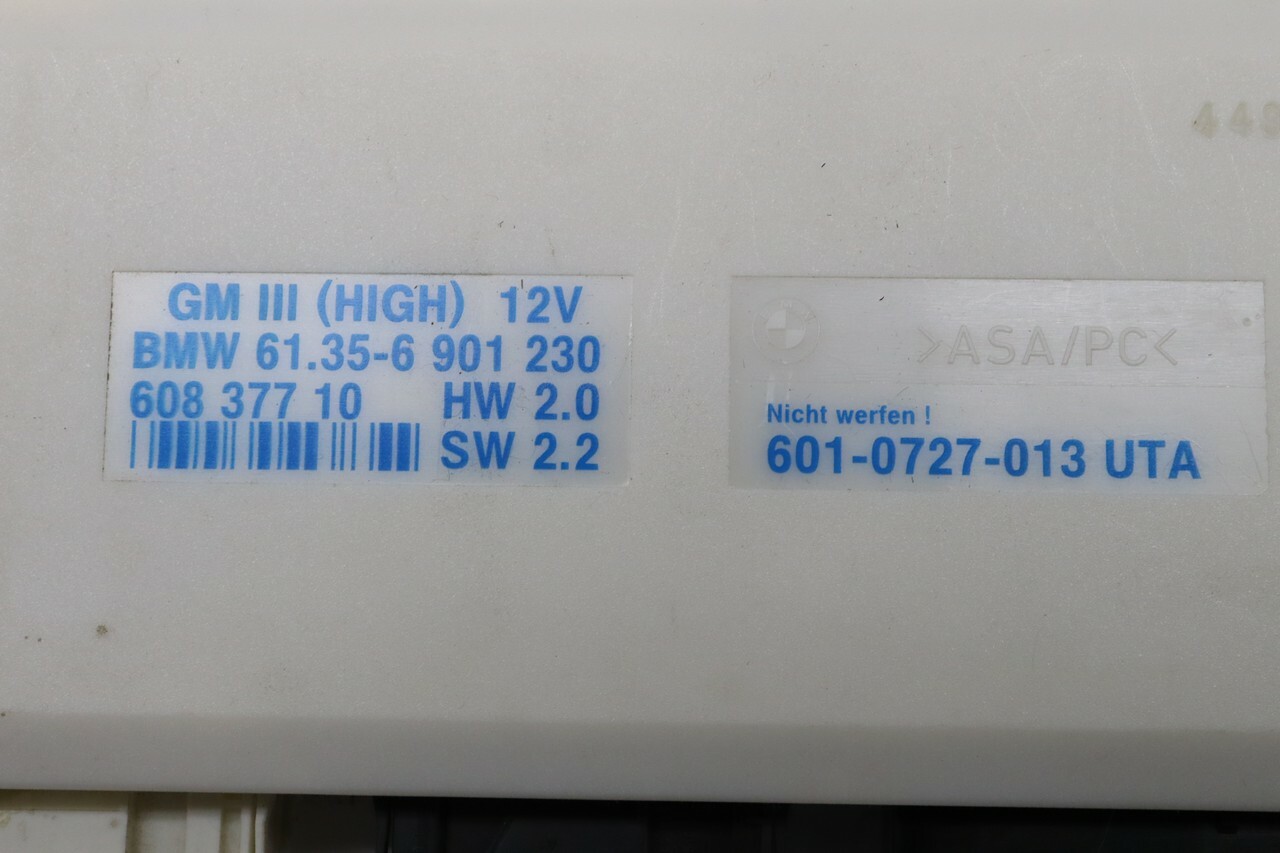 GM III (HIGH) 12V
BMW 61.35-6 901 230
608 377 10 HW 2.0
SW 2.2
>ASA/PC<
Nicht werfen !
601-0727-013 UTA